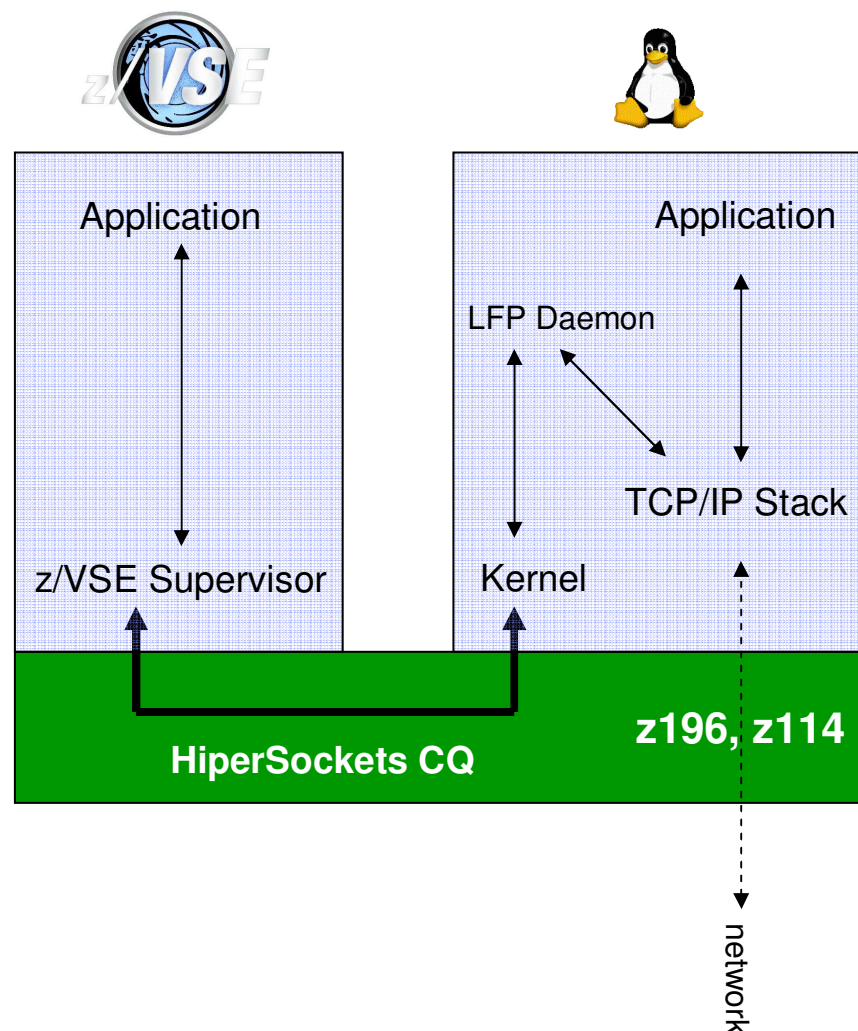 z/VSE
Application
Application
LFP Daemon
TCP/IP Stack
z/VSE Supervisor
Kernel
z196, z114
HiperSockets CQ
network